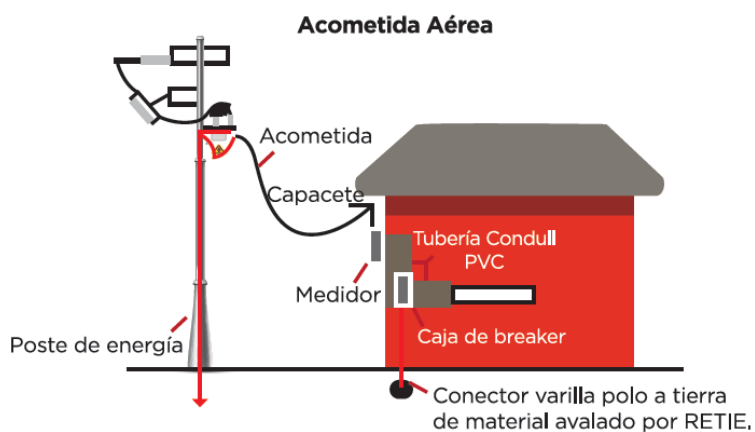 Acometida Aérea
Acometida
Capacete
Tubería Condull
PVC
Medidor
Caja de breaker
Poste de energía
Conector varilla polo a tierra
de material avalado por RETIE.